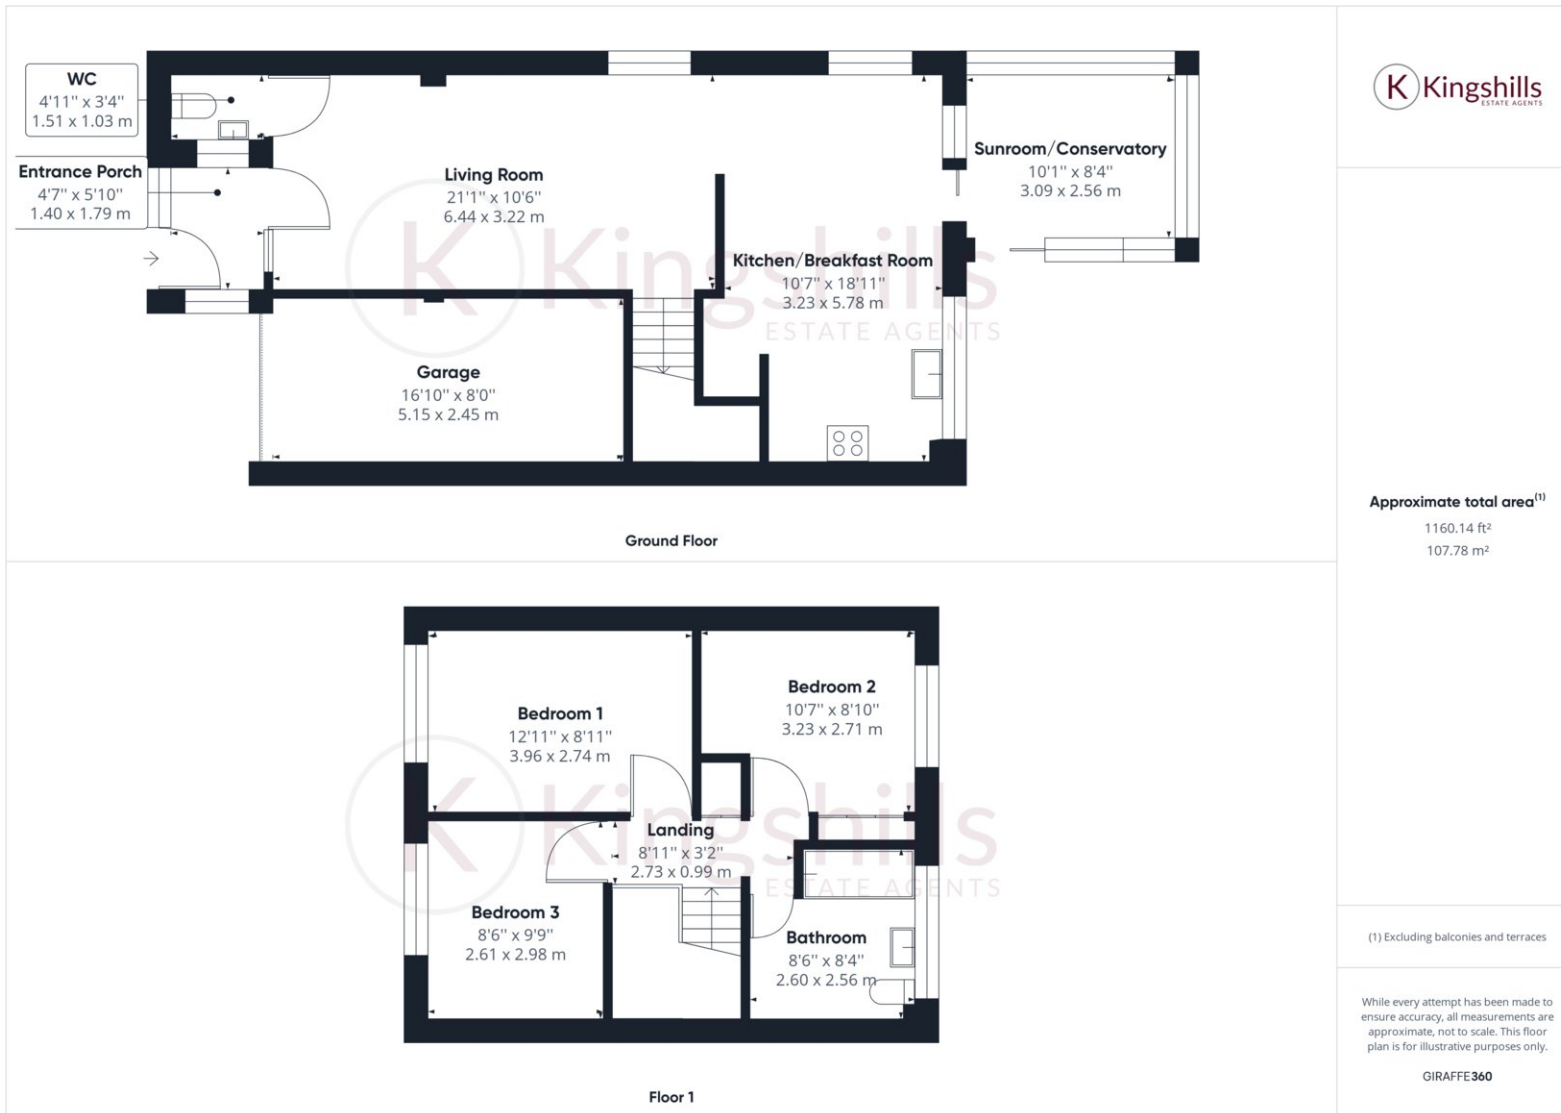 WC
4'11" x 3'4"
1.51 x 1.03 m
Entrance Porch
4'7" x 5'10"
1.40 x 1.79 m
Living Room
21'1" x 10'6"
6.44 x 3.22 m
Sunroom/Conservatory
10'1" x 8'4"
3.09 x 2.56 m
Kitchen/Breakfast Room
10'7" x 18'11"
3.23 x 5.78 m
Garage
16'10" x 8'0"
5.15 x 2.45 m
K Kingshills
ESTATE AGENTS
Ground Floor
Bedroom 1
12'11" x 8'11"
3.96 x 2.74 m
Bedroom 2
10'7" x 8'10"
3.23 x 2.71 m
Landing
8'11" x 3'2"
2.73 x 0.99 m
Bedroom 3
8'6" x 9'9"
2.61 x 2.98 m
Bathroom
8'6" x 8'4"
2.60 x 2.56 m
K Kingshills
ESTATE AGENTS
Floor 1
K Kingshills
ESTATE AGENTS
Approximate total area(1)
1160.14 ft²
107.78 m²
(1) Excluding balconies and terraces
While every attempt has been made to
ensure accuracy, all measurements are
approximate, not to scale. This floor
plan is for illustrative purposes only.
GIRAFFE360